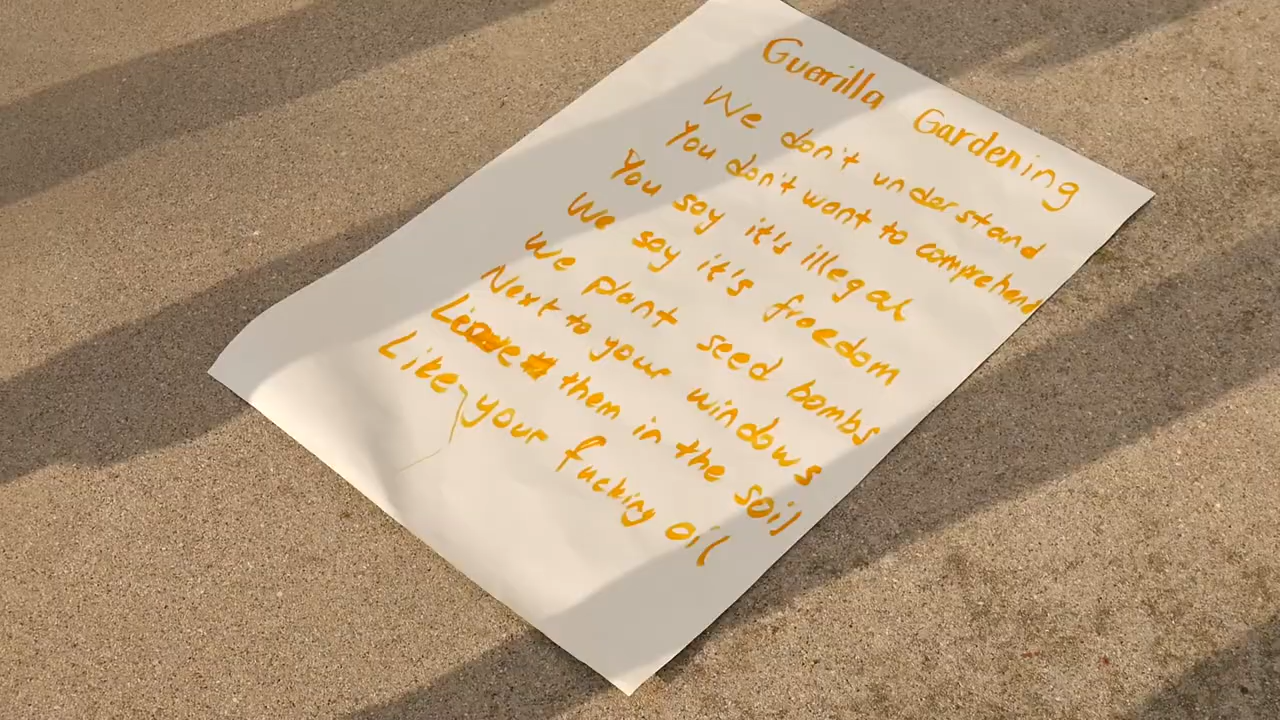 Guerilla Gardening
We don't understand
You don't want to comprehend
You say it's illegal
We say it's freedom
We plant seed bombs
Next to your windows
Leave them in the soil
Like your fucking oil